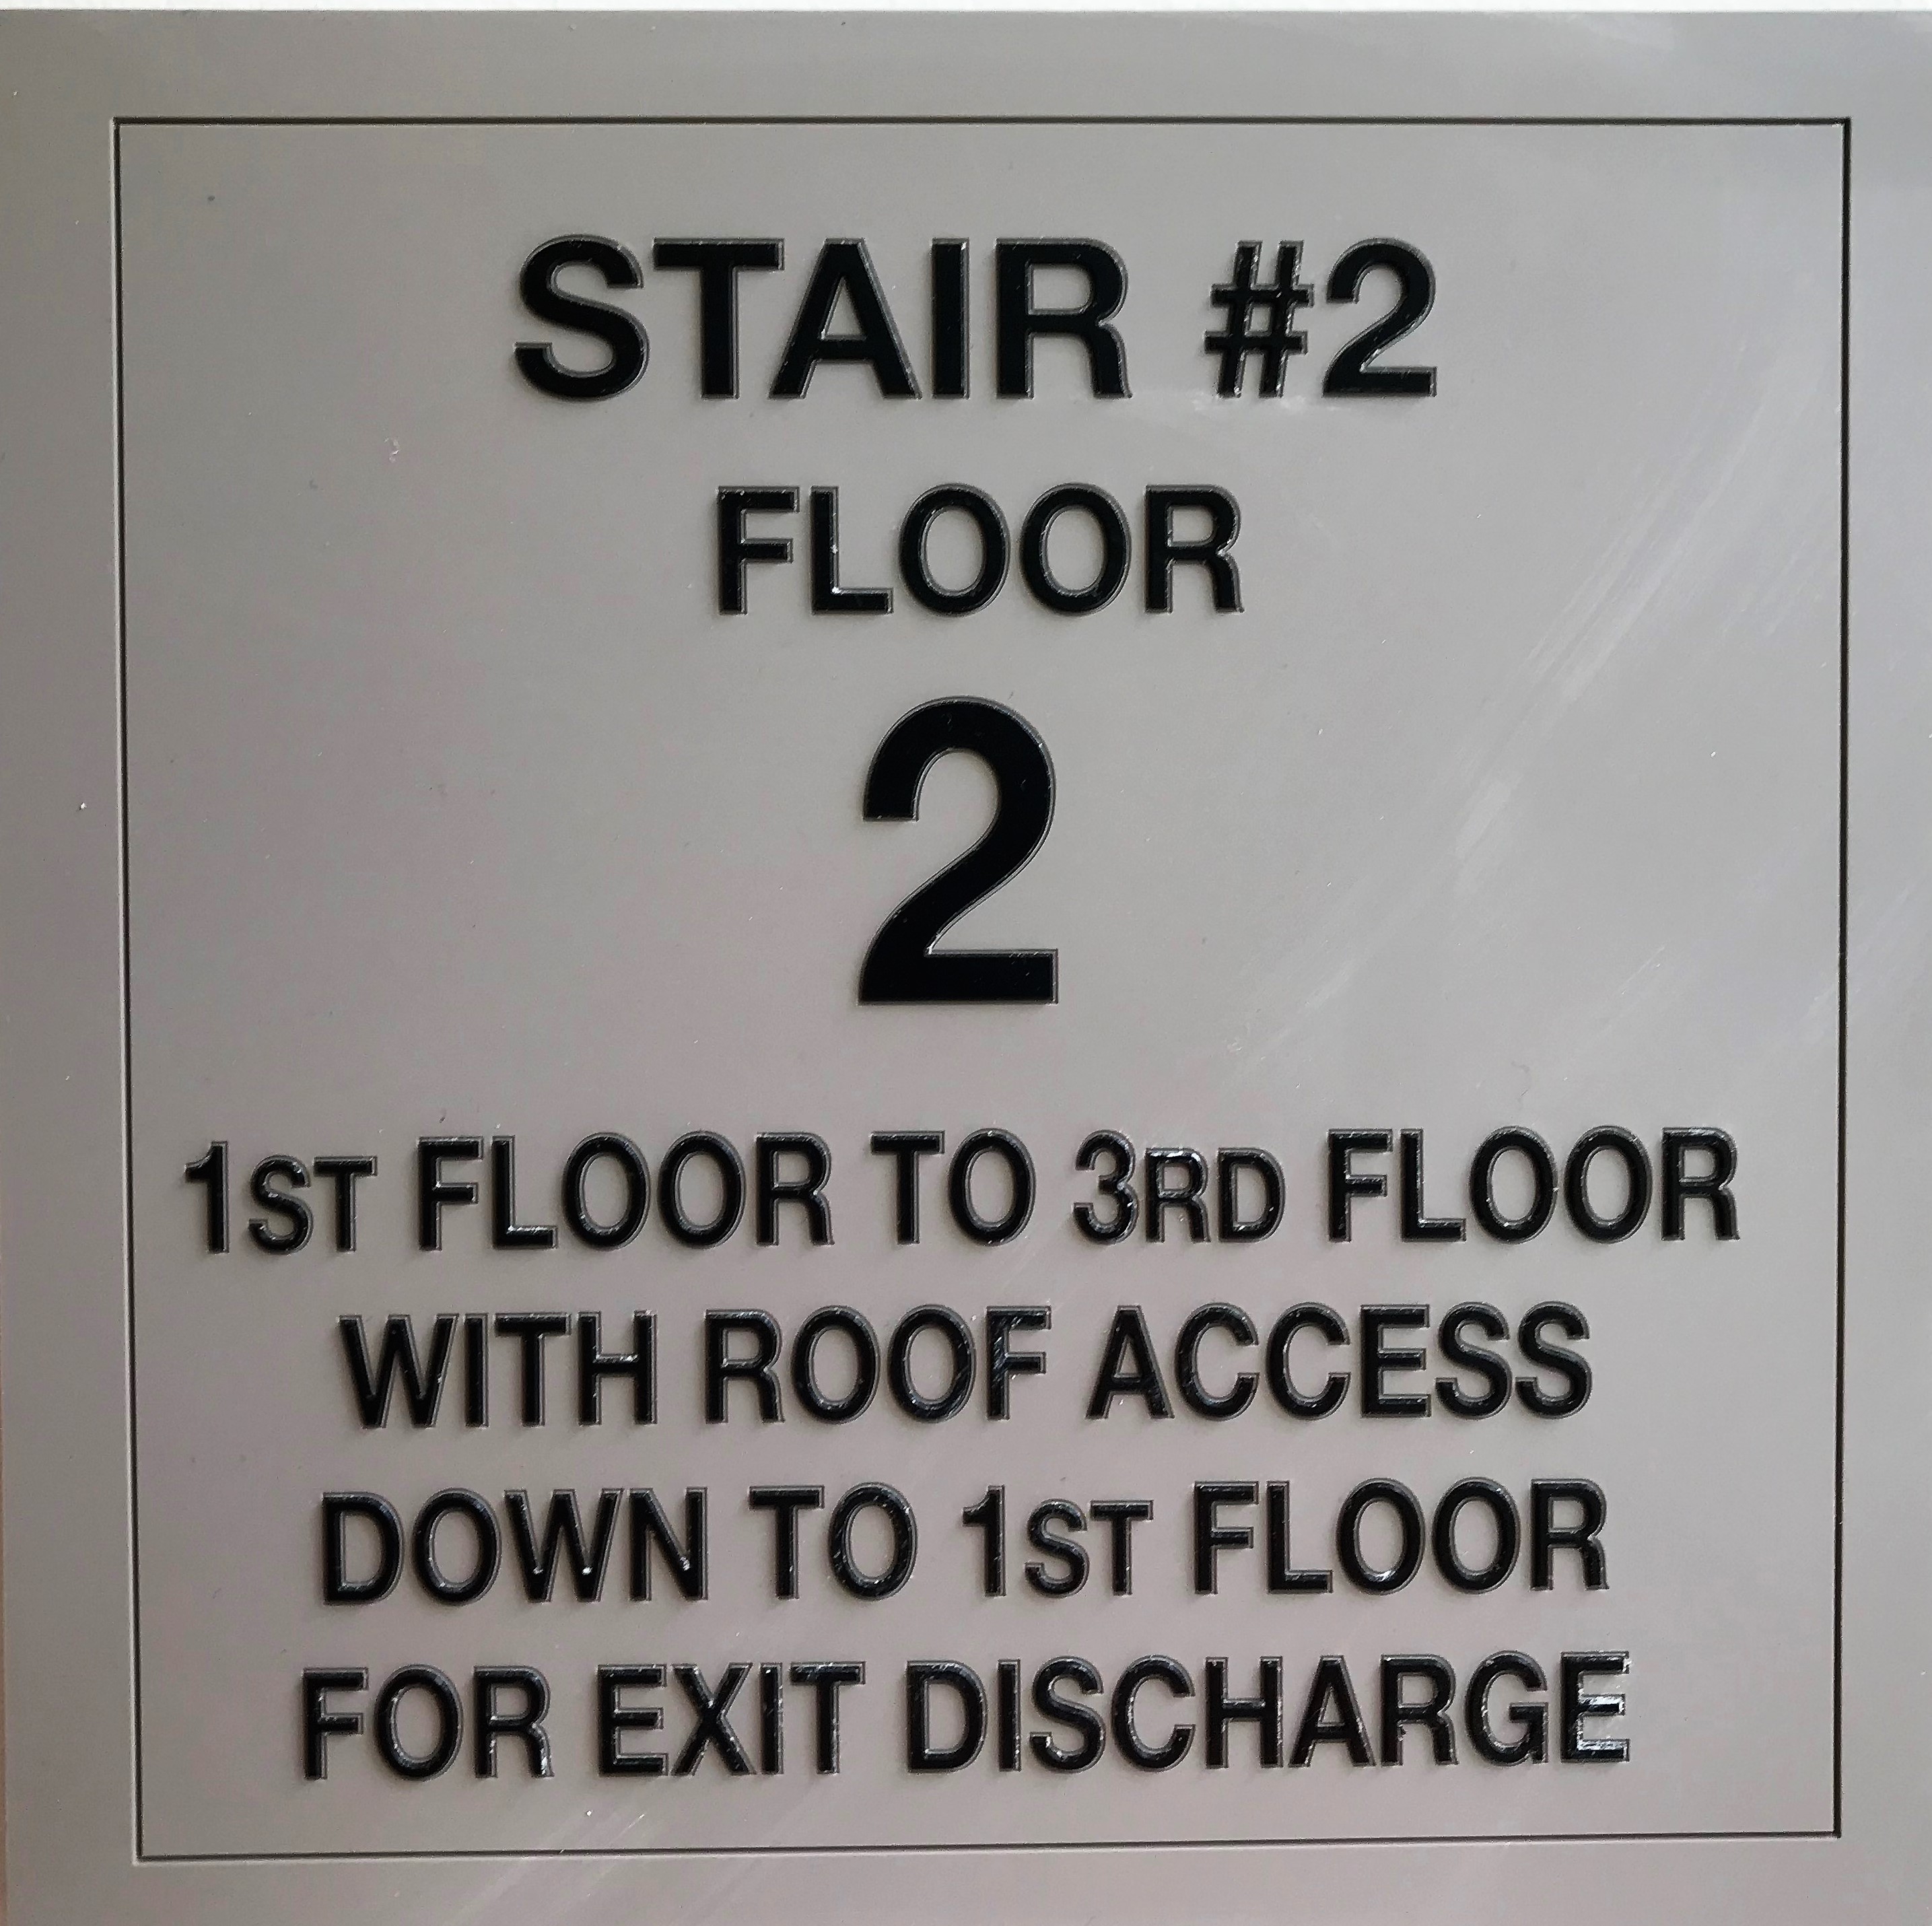 STAIR #2
FLOOR
2
1ST FLOOR TO 3RD FLOOR
WITH ROOF ACCESS
DOWN TO 1ST FLOOR
FOR EXIT DISCHARGE